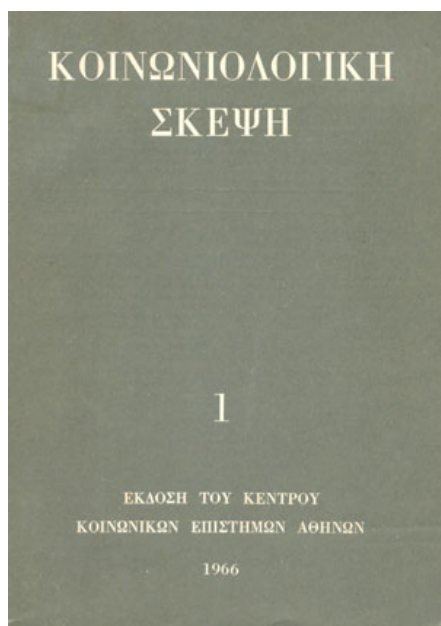 ΚΟΙΝΩΝΙΟΛΟΓΙΚΗ
ΣΚΕΨΗ
1
ΕΚΔΟΣΗ ΤΟΥ ΚΕΝΤΡΟΥ
ΚΟΙΝΩΝΙΚΩΝ ΕΠΙΣΤΗΜΩΝ ΑΘΗΝΩΝ
1966